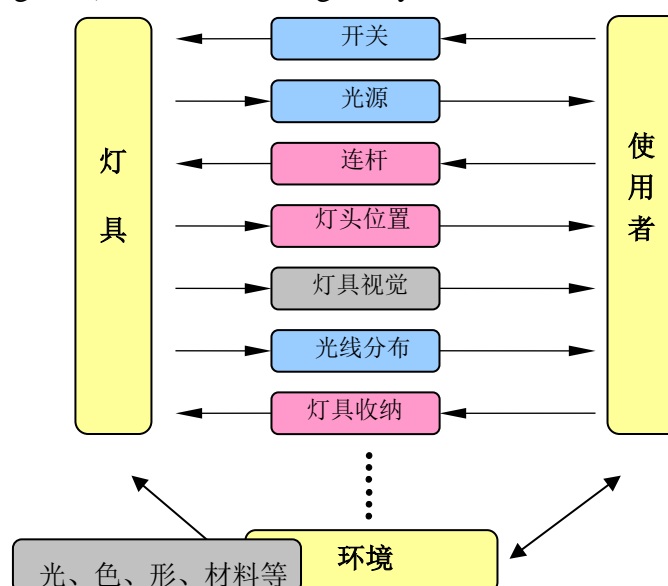 开关
光源
连杆
灯头位置
灯具视觉
光线分布
灯具收纳
灯
具
使
用
者
环境
光、色、形、材料等